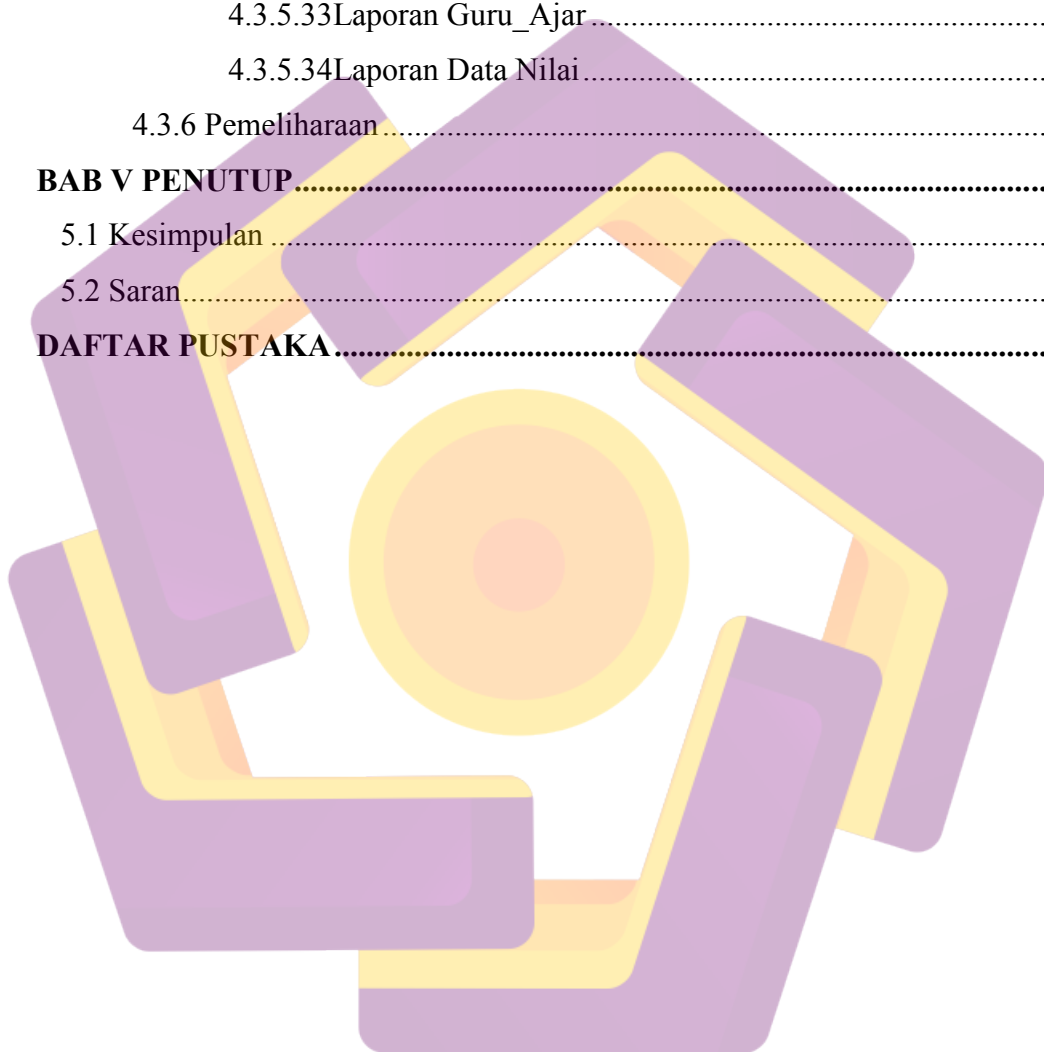 4.3.5.33Laporan Guru_Ajar........................................................................
4.3.5.34Laporan Data Nilai.........................................................................
4.3.6 Pemeliharaan...........................................................................................
BAB V PENUTUP.............................................................................................
5.1 Kesimpulan ...................................................................................................
5.2 Saran...............................................................................................................
DAFTAR PUSTAKA.........................................................................................